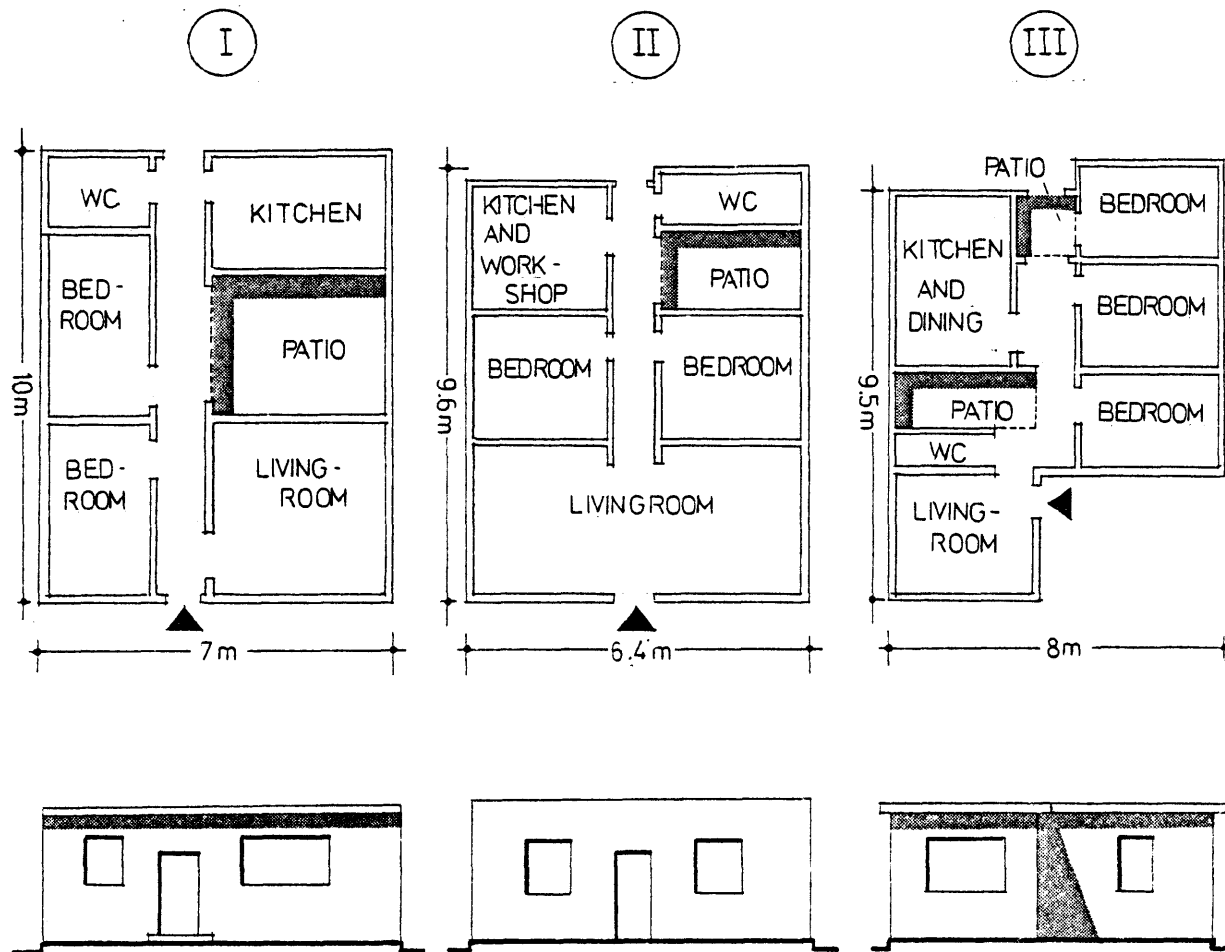 I
II
III
WC
KITCHEN
BED-
ROOM
PATIO
BED-
ROOM
LIVING-
ROOM
10m
7m
KITCHEN
AND
WORK-
SHOP
WC
PATIO
BEDROOM
BEDROOM
LIVINGROOM
9.6m
6.4m
PATIO
BEDROOM
KITCHEN
AND
DINING
BEDROOM
PATIO
BEDROOM
WC
LIVING-
ROOM
9.5m
8m